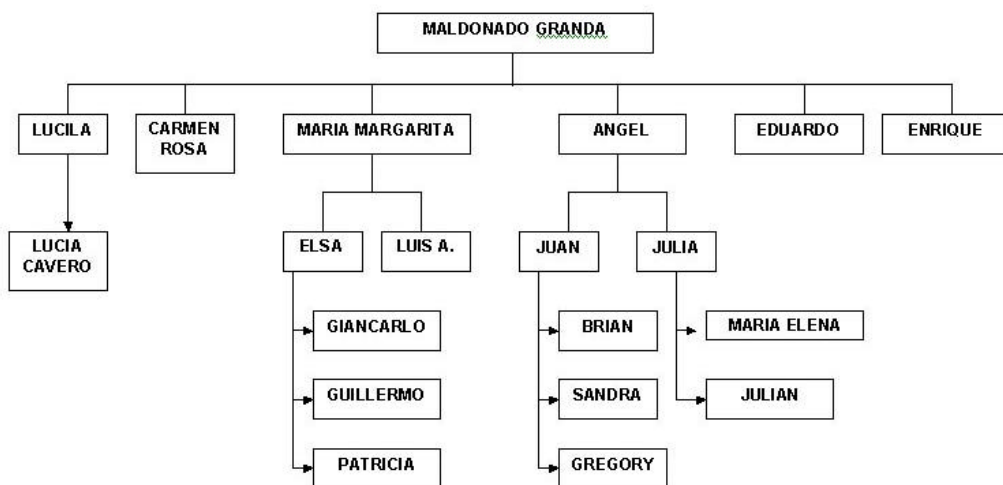 MALDONADO GRANDA
LUCILA
CARMEN
ROSA
MARIA MARGARITA
ANGEL
EDUARDO
ENRIQUE
LUCIA
CAVERO
ELSA
LUIS A.
JUAN
JULIA
GIANCARLO
BRIAN
MARIA ELENA
GUILLERMO
SANDRA
JULIAN
PATRICIA
GREGORY